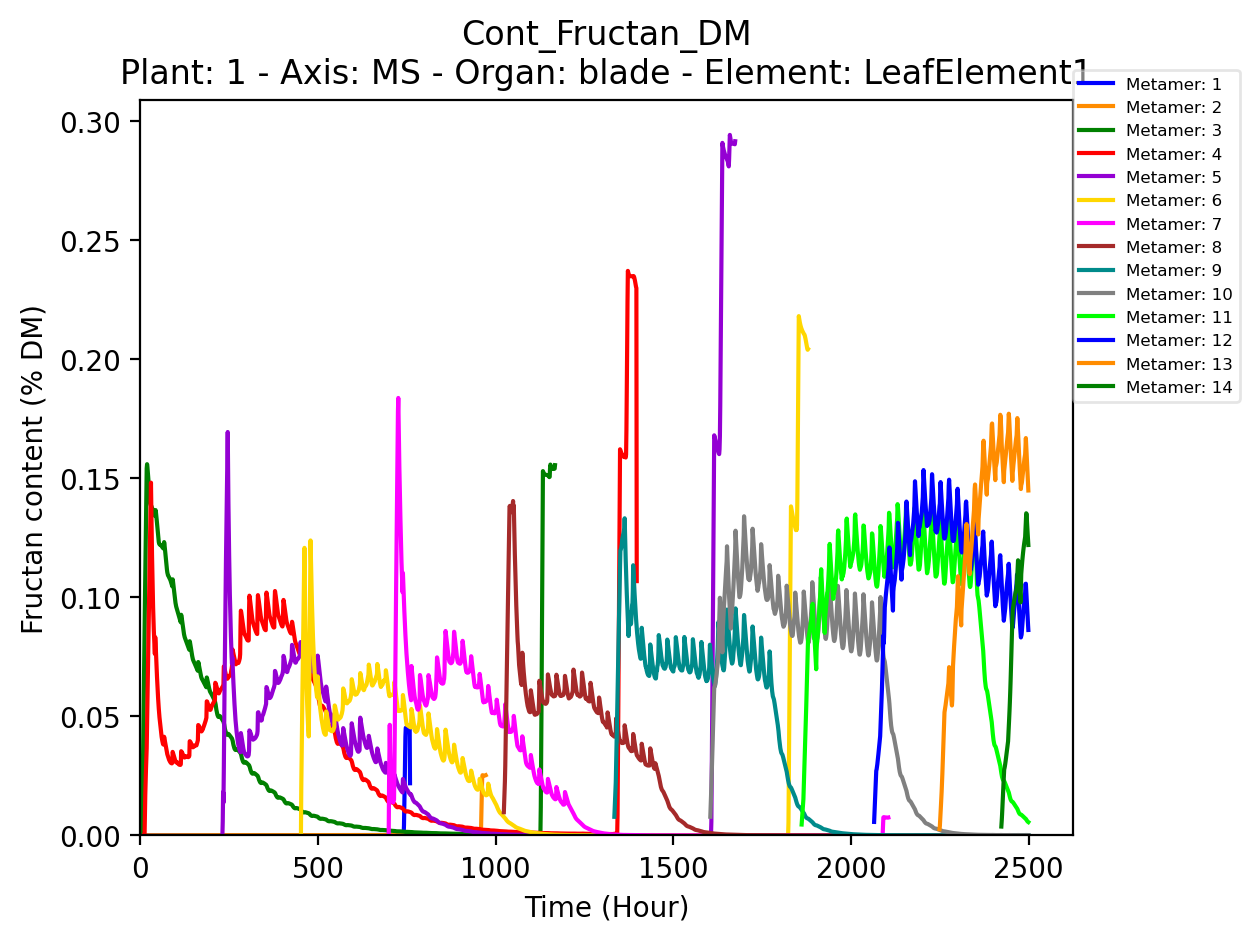 Cont_Fructan_DM
Plant: 1 - Axis: MS - Organ: blade - Element: LeafElement1
Metamer: 1
Metamer: 2
Metamer: 3
Metamer: 4
Metamer: 5
Metamer: 6
Metamer: 7
Metamer: 8
Metamer: 9
Metamer: 10
Metamer: 11
Metamer: 12
Metamer: 13
Metamer: 14
Fructan content (% DM)
0.30
0.25
0.20
0.15
0.10
0.05
0.00
0 500 1000 1500 2000 2500
Time (Hour)